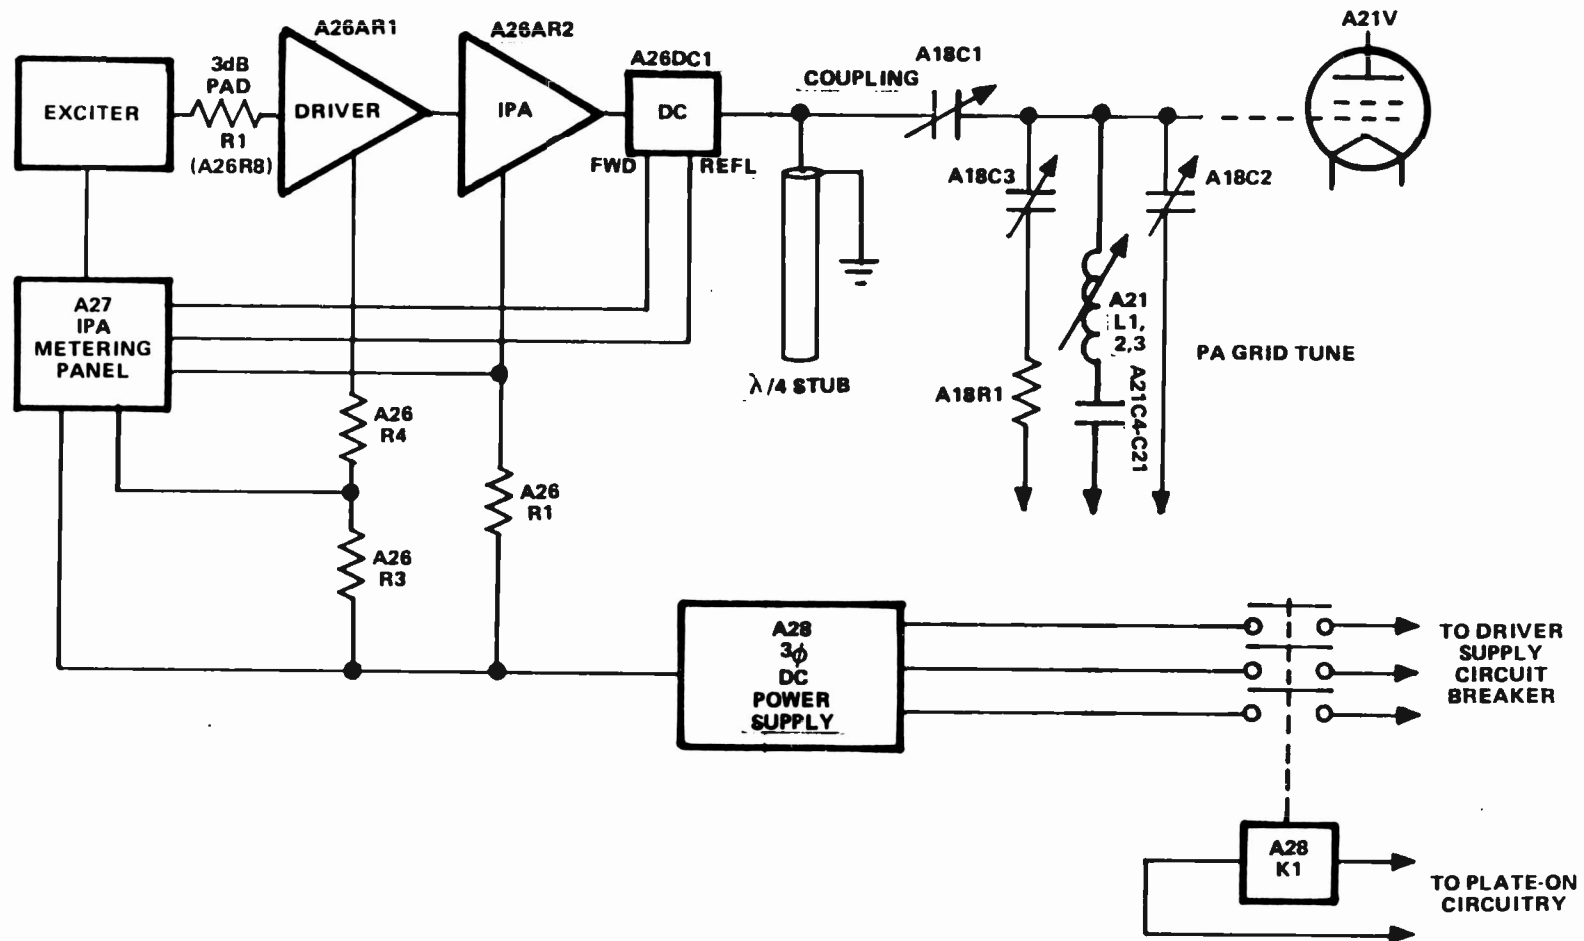 A26AR1
A26AR2
A21V
EXCITER
3dB
PAD
R1
(A26R8)
DRIVER
IPA
A26DC1
DC
FWD
REFL
COUPLING
A18C1
A18C3
A18C2
A27
IPA
METERING
PANEL
λ/4 STUB
A21
L1,
2,3
A21C4-C21
PA GRID TUNE
A18R1
A26
R4
A26
R1
A26
R3
A28
3ϕ
DC
POWER
SUPPLY
TO DRIVER
SUPPLY
CIRCUIT
BREAKER
A28
K1
TO PLATE-ON
CIRCUITRY